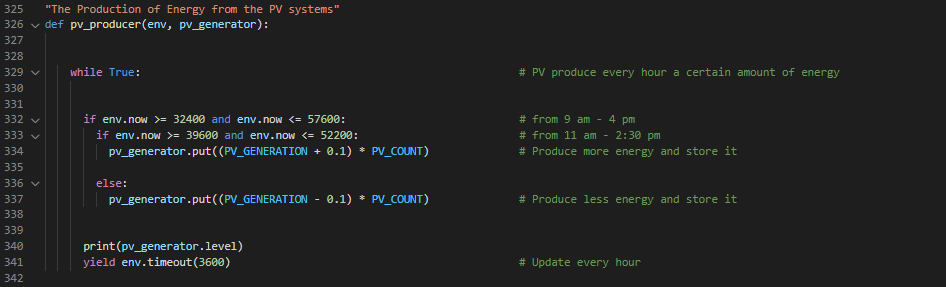 325 "The Production of Energy from the PV systems"
326 def pv_producer(env, pv_generator):
327
328
329 while True: # PV produce every hour a certain amount of energy
330
331
332 if env.now >= 32400 and env.now <= 57600: # from 9 am - 4 pm
333 if env.now >= 39600 and env.now <= 52200: # from 11 am - 2:30 pm
334 pv_generator.put((PV_GENERATION + 0.1) * PV_COUNT) # Produce more energy and store it
335
336 else:
337 pv_generator.put((PV_GENERATION - 0.1) * PV_COUNT) # Produce less energy and store it
338
339
340 print(pv_generator.level)
341 yield env.timeout(3600) # Update every hour
342